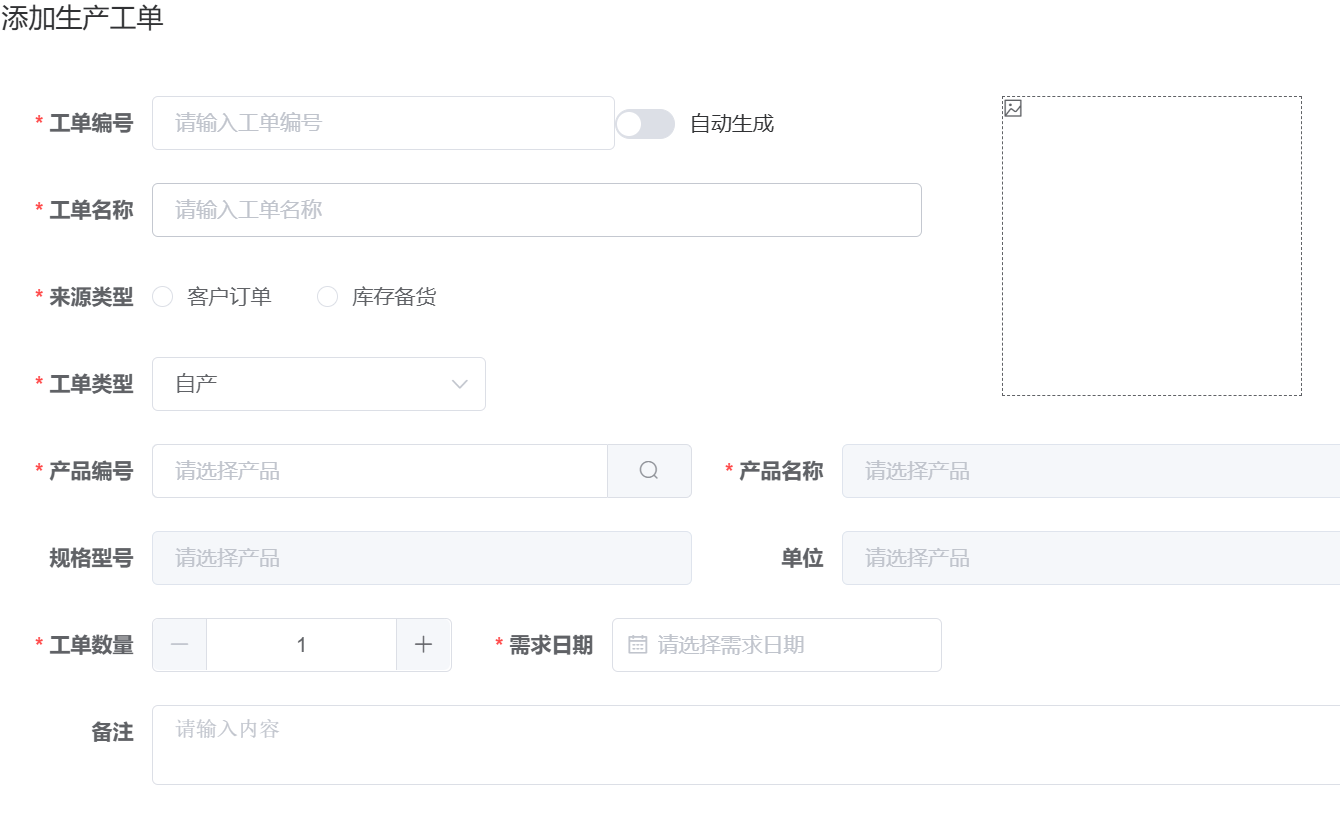 添加生产工单
* 工单编号 请输入工单编号 自动生成
* 工单名称 请输入工单名称
* 来源类型 客户订单 库存备货
* 工单类型 自产
* 产品编号 请选择产品 * 产品名称 请选择产品
规格型号 请选择产品 单位 请选择产品
* 工单数量 1 * 需求日期 请选择需求日期
备注 请输入内容